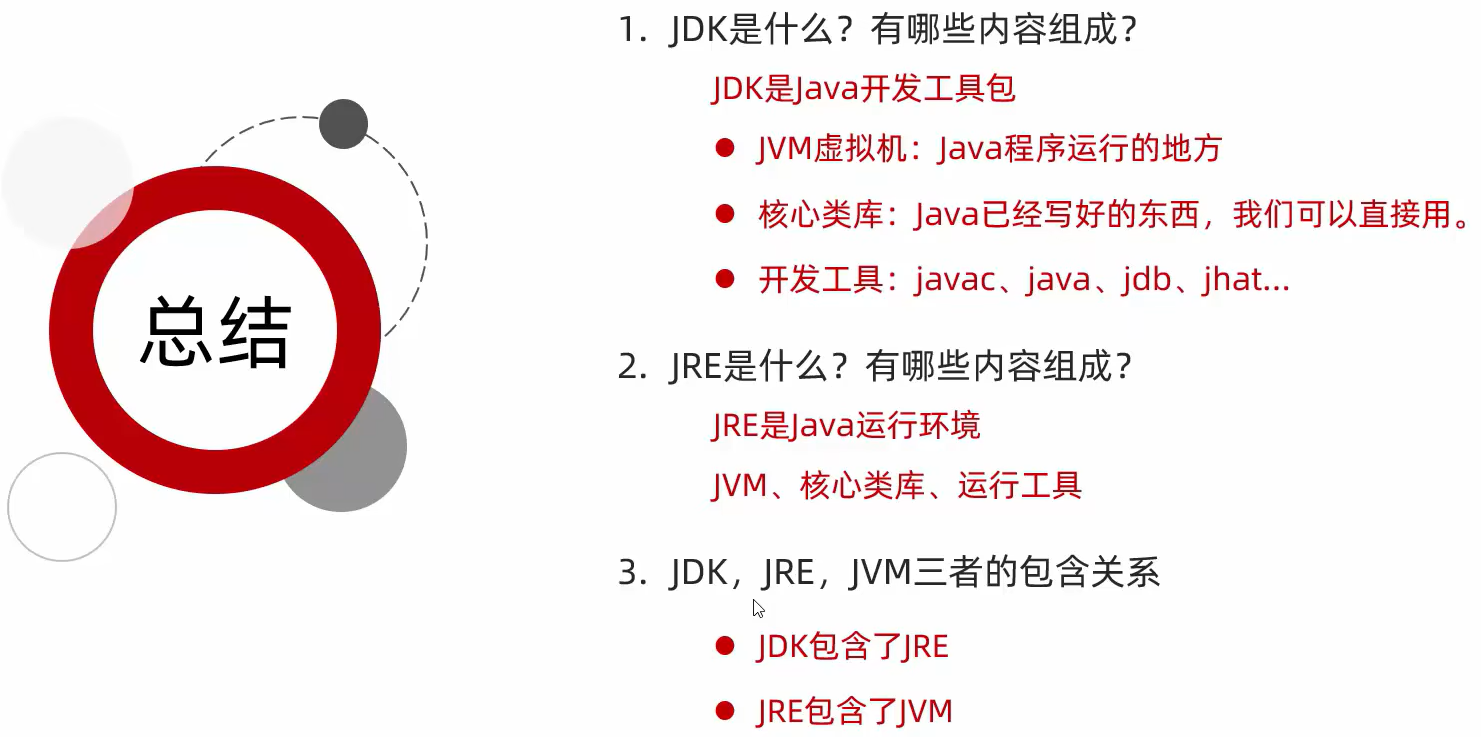 总结
1. JDK是什么？有哪些内容组成？
JDK是Java开发工具包
● JVM虚拟机：Java程序运行的地方
● 核心类库：Java已经写好的东西，我们可以直接用。
● 开发工具：javac、java、jdb、jhat...
2. JRE是什么？有哪些内容组成？
JRE是Java运行环境
JVM、核心类库、运行工具
3. JDK，JRE，JVM三者的包含关系
● JDK包含了JRE
● JRE包含了JVM